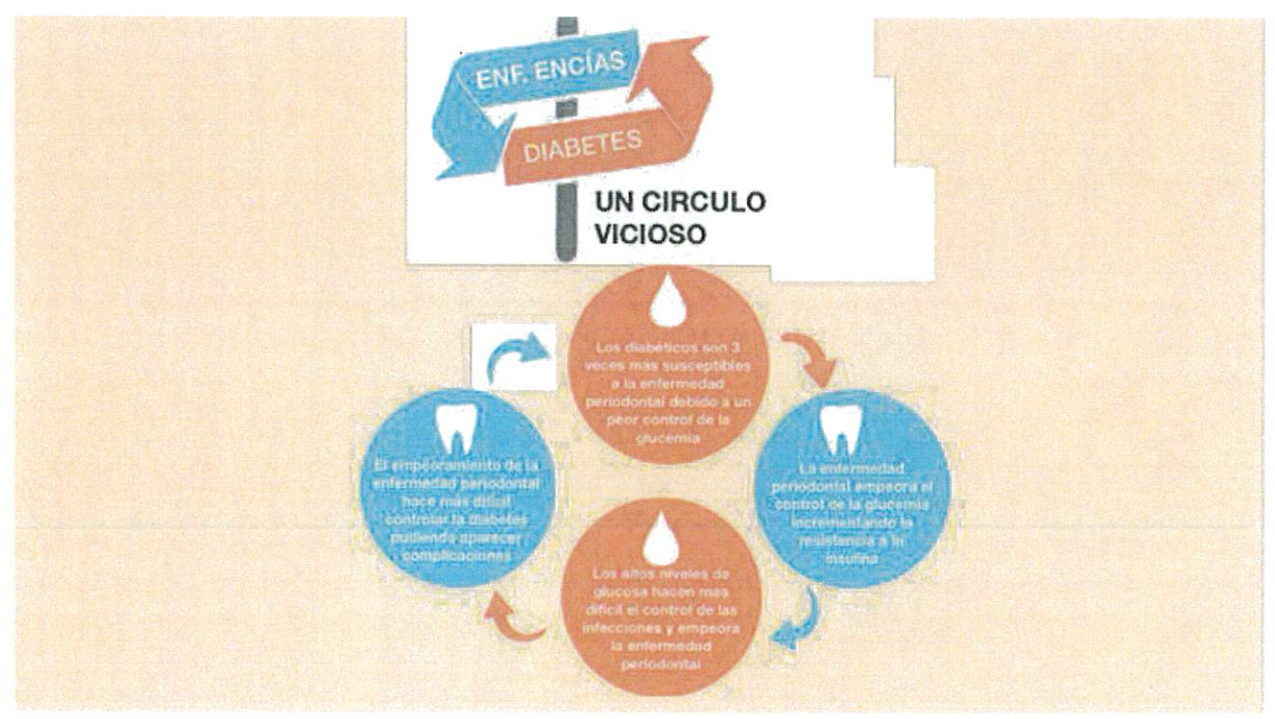 ENF. ENCÍAS
DIABETES
UN CIRCULO
VICIOSO
Los diabéticos son 3
veces más susceptibles
a la enfermedad
periodontal debido a un
peor control de la
glucemia
La enfermedad
periodontal empeora el
control de la glucemia
incrementando la
resistencia a la
insulina
Los altos niveles de
glucosa hacen mas
difícil el control de las
infecciones y empeora
la enfermedad
periodontal
El empeoramiento de la
enfermedad periodontal
hace más difícil
controlar la diabetes
pudiendo aparecer
complicaciones